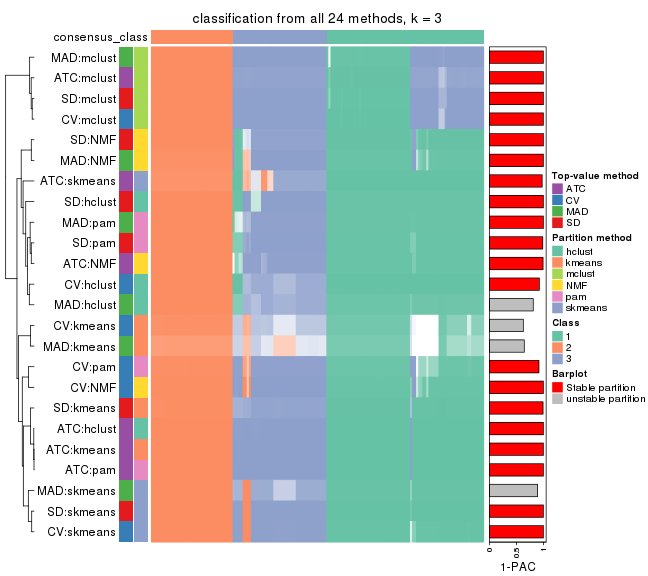 classification from all 24 methods, k = 3
consensus_class
MAD:mclust
ATC:mclust
SD:mclust
CV:mclust
SD:NMF
MAD:NMF
ATC:skmeans
SD:hclust
MAD:pam
SD:pam
ATC:NMF
CV:hclust
MAD:hclust
CV:kmeans
MAD:kmeans
CV:pam
CV:NMF
SD:kmeans
ATC:hclust
ATC:kmeans
ATC:pam
MAD:skmeans
SD:skmeans
CV:skmeans
0
0.5
1
1-PAC
Top-value method
ATC
CV
MAD
SD
Partition method
hclust
kmeans
mclust
NMF
pam
skmeans
Class
1
2
3
Barplot
Stable partition
unstable partition